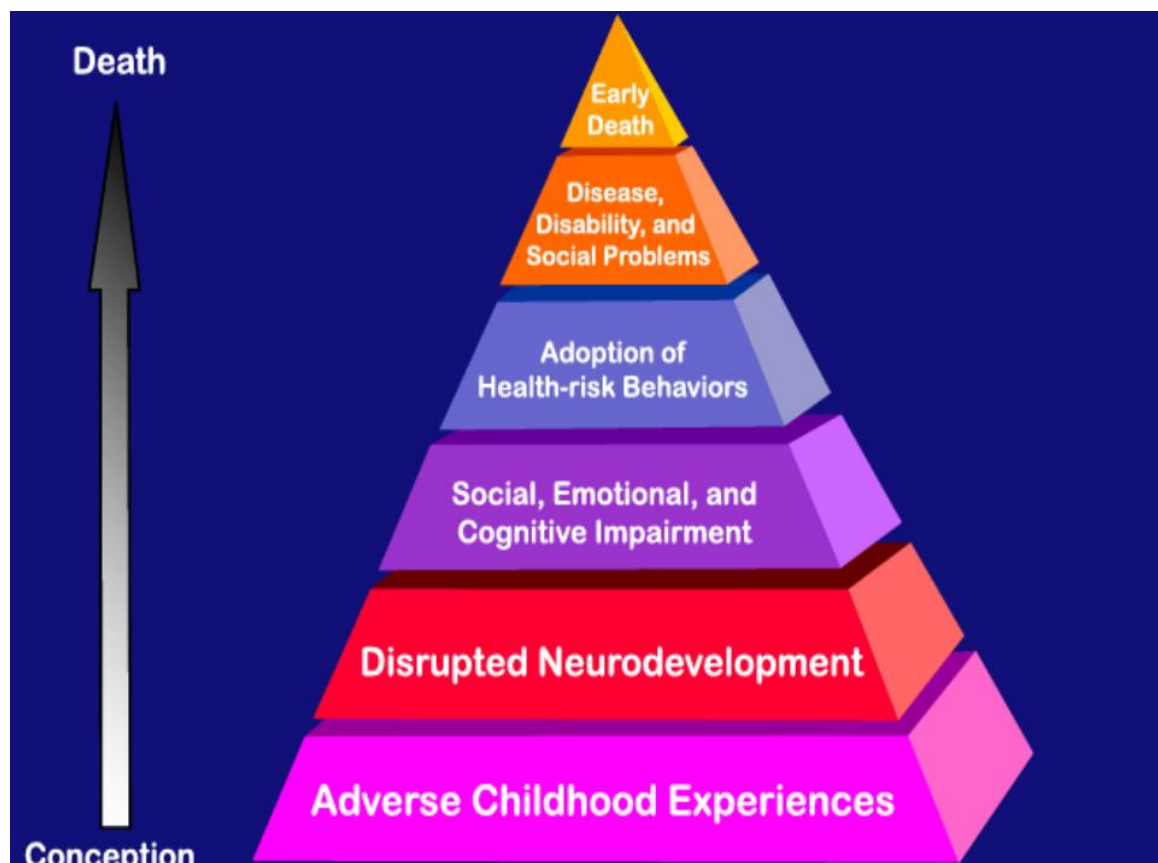 Death
Early
Death
Disease,
Disability, and
Social Problems
Adoption of
Health-risk Behaviors
Social, Emotional, and
Cognitive Impairment
Disrupted Neurodevelopment
Adverse Childhood Experiences
Conception